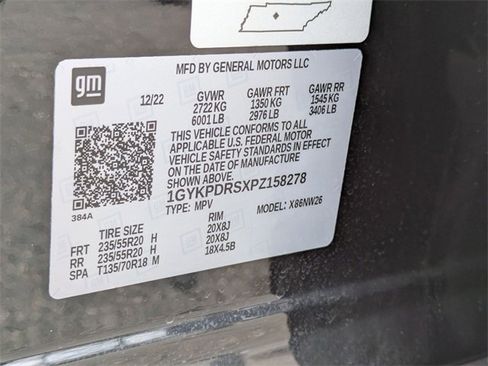 gm
MFD BY GENERAL MOTORS LLC
12/22 GVWR GAWR FRT GAWR RR
2722 KG 1350 KG 1545 KG
6001 LB 2976 LB 3406 LB
THIS VEHICLE CONFORMS TO ALL
APPLICABLE U.S. FEDERAL MOTOR
VEHICLE SAFETY STANDARDS IN EFFECT
ON THE DATE OF MANUFACTURE
1GYKPDRSXPZ158278
TYPE: MPV MODEL: X86NW26
384A
TIRE SIZE RIM
FRT 235/55R20 H 20X8J
RR 235/55R20 H 20X8J
SPA T135/70R18 M 18X4.5B